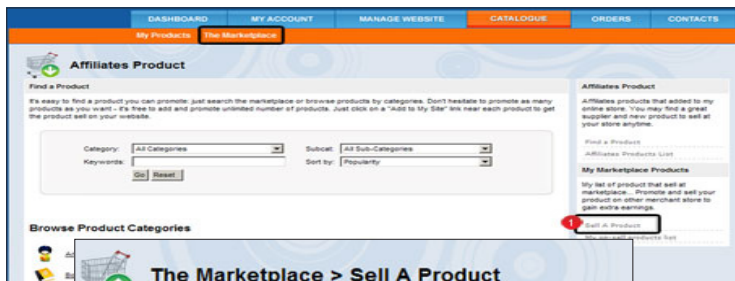 DASHBOARD MY ACCOUNT MANAGE WEBSITE CATALOGUE ORDERS CONTACTS
My Products The Marketplace
Affiliates Product
Find a Product
It's easy to find a product you can promote: just search the marketplace or browse products by categories. Don't hesitate to promote as many
products as you want - it's free to add and promote unlimited number of products. Just click on a "Add to My Site" link near each product to get
the product sell on your website.
Category: All Categories Subcat: All Sub-Categories
Keywords: Sort by: Popularity
Go Reset
Browse Product Categories
Affiliates Product
Affiliates products that added to my
online store. You may find a great
supplier and new product to sell at
your store anytime.
Find a Product
Affiliates Products List
My Marketplace Products
My list of product that sell at
marketplace... Promote and sell your
product on other merchant store to
gain extra earnings.
1 Sell A Product
The Marketplace > Sell A Product